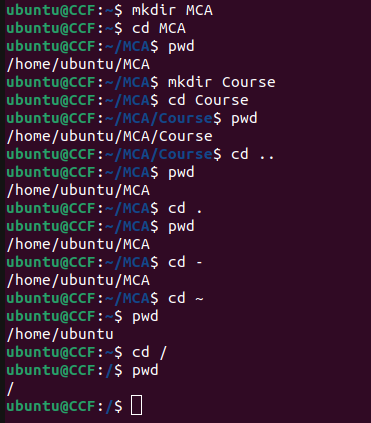 ubuntu@CCF:~$ mkdir MCA
ubuntu@CCF:~$ cd MCA
ubuntu@CCF:~/MCA$ pwd
/home/ubuntu/MCA
ubuntu@CCF:~/MCA$ mkdir Course
ubuntu@CCF:~/MCA$ cd Course
ubuntu@CCF:~/MCA/Course$ pwd
/home/ubuntu/MCA/Course
ubuntu@CCF:~/MCA/Course$ cd ..
ubuntu@CCF:~/MCA$ pwd
/home/ubuntu/MCA
ubuntu@CCF:~/MCA$ cd .
ubuntu@CCF:~/MCA$ pwd
/home/ubuntu/MCA
ubuntu@CCF:~/MCA$ cd -
/home/ubuntu/MCA
ubuntu@CCF:~/MCA$ cd ~
ubuntu@CCF:~$ pwd
/home/ubuntu
ubuntu@CCF:~$ cd /
ubuntu@CCF:/$ pwd
/
ubuntu@CCF:/$